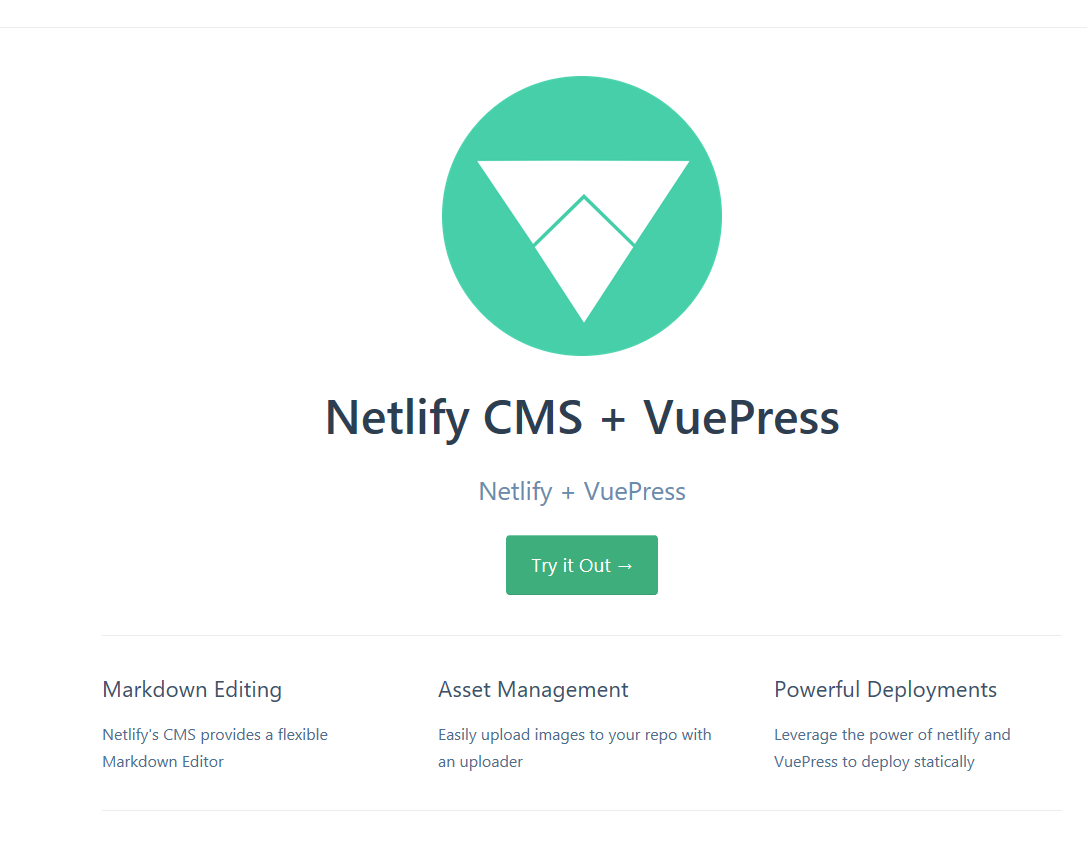 Netlify CMS + VuePress
Netlify + VuePress
Try it Out →
Markdown Editing
Netlify's CMS provides a flexible
Markdown Editor
Asset Management
Easily upload images to your repo with
an uploader
Powerful Deployments
Leverage the power of netlify and
VuePress to deploy statically